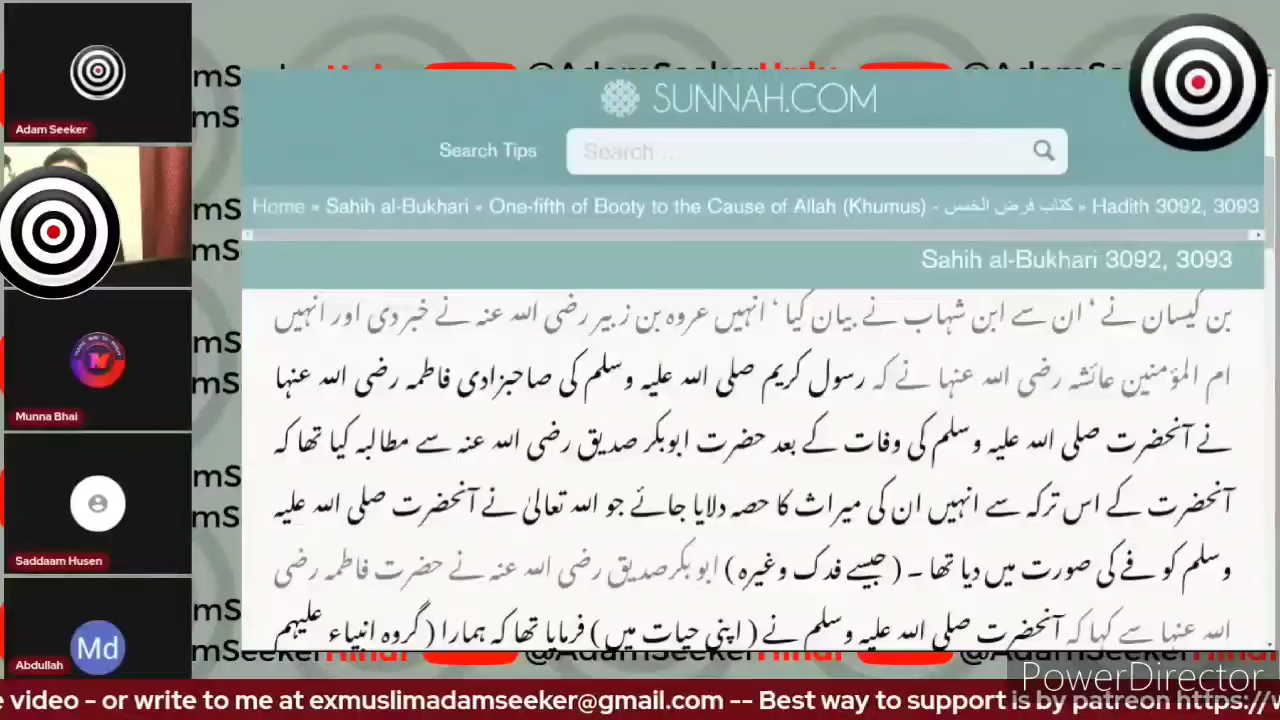 Adam Seeker
Munna Bhai
Saddaam Husen
Md
Abdullah
SUNNAH.COM
Search Tips
Search ...
Home » Sahih al-Bukhari » One-fifth of Booty to the Cause of Allah (Khumus) - كتاب فرض الخمس » Hadith 3092, 3093
Sahih al-Bukhari 3092, 3093
بن کیسان نے ‘ ان سے ابن شہاب نے بیان کیا ‘ انہیں عروہ بن زبیر رضی اللہ عنہ نے خبر دی اور انہیں
ام المؤمنین عائشہ رضی اللہ عنہا نے کہ رسول کریم صلی اللہ علیہ وسلم کی صاحبزادی فاطمہ رضی اللہ عنہا
نے آنحضرت صلی اللہ علیہ وسلم کی وفات کے بعد حضرت ابوبکر صدیق رضی اللہ عنہ سے مطالبہ کیا تھا کہ
آنحضرت کے اس ترکہ سے انہیں ان کی میراث کا حصہ دلایا جائے جو اللہ تعالیٰ نے آنحضرت صلی اللہ علیہ
وسلم کو فے کی صورت میں دیا تھا ۔ ( جیسے فدک وغیرہ ) ابوبکر صدیق رضی اللہ عنہ نے حضرت فاطمہ رضی
اللہ عنہا سے کہا کہ آنحضرت صلی اللہ علیہ وسلم نے ( اپنی حیات میں ) فرمایا تھا کہ ہمارا ( گروہ انبیاء علیہم
PowerDirector
e video - or write to me at exmuslimadamseeker@gmail.com -- Best way to support is by patreon https://w